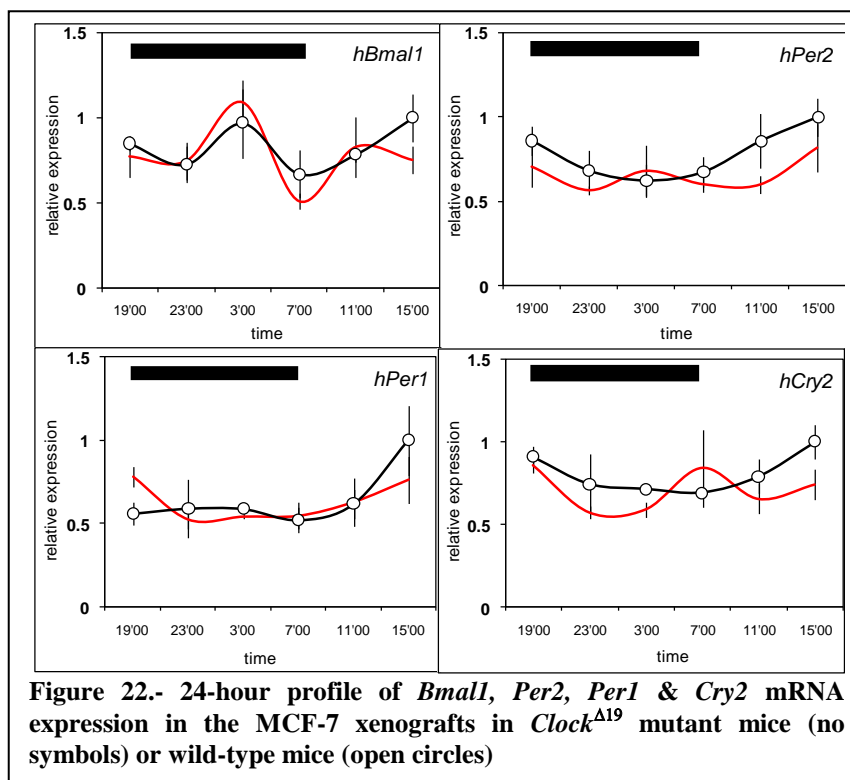 1.5
hBmal1
1
0.5
0
relative expression
19'00 23'00 3'00 7'00 11'00 15'00
time
1.5
hPer2
1
0.5
0
relative expression
19'00 23'00 3'00 7'00 11'00 15'00
time
1.5
hPer1
1
0.5
0
relative expression
19'00 23'00 3'00 7'00 11'00 15'00
time
1.5
hCry2
1
0.5
0
relative expression
19'00 23'00 3'00 7'00 11'00 15'00
time
Figure 22.- 24-hour profile of Bmal1, Per2, Per1 & Cry2 mRNA
expression in the MCF-7 xenografts in Clock^Δ19 mutant mice (no
symbols) or wild-type mice (open circles)